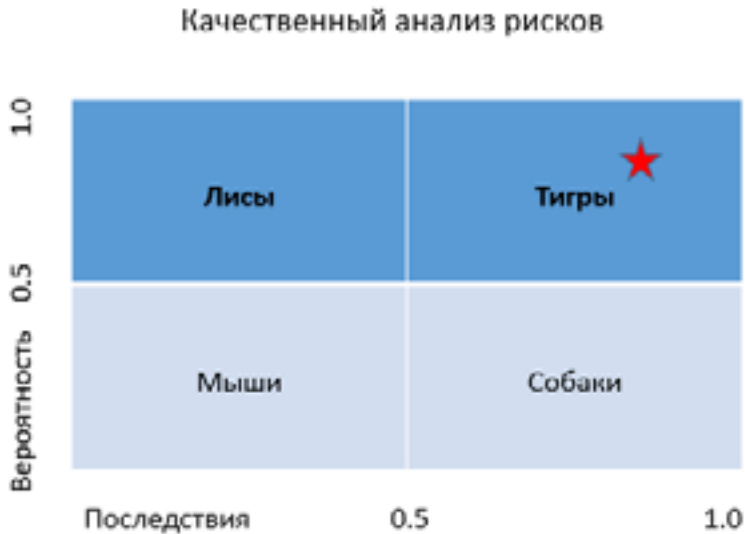 Качественный анализ рисков
1.0
Лисы
Тигры
0.5
Вероятность
Мыши
Собаки
Последствия
0.5
1.0